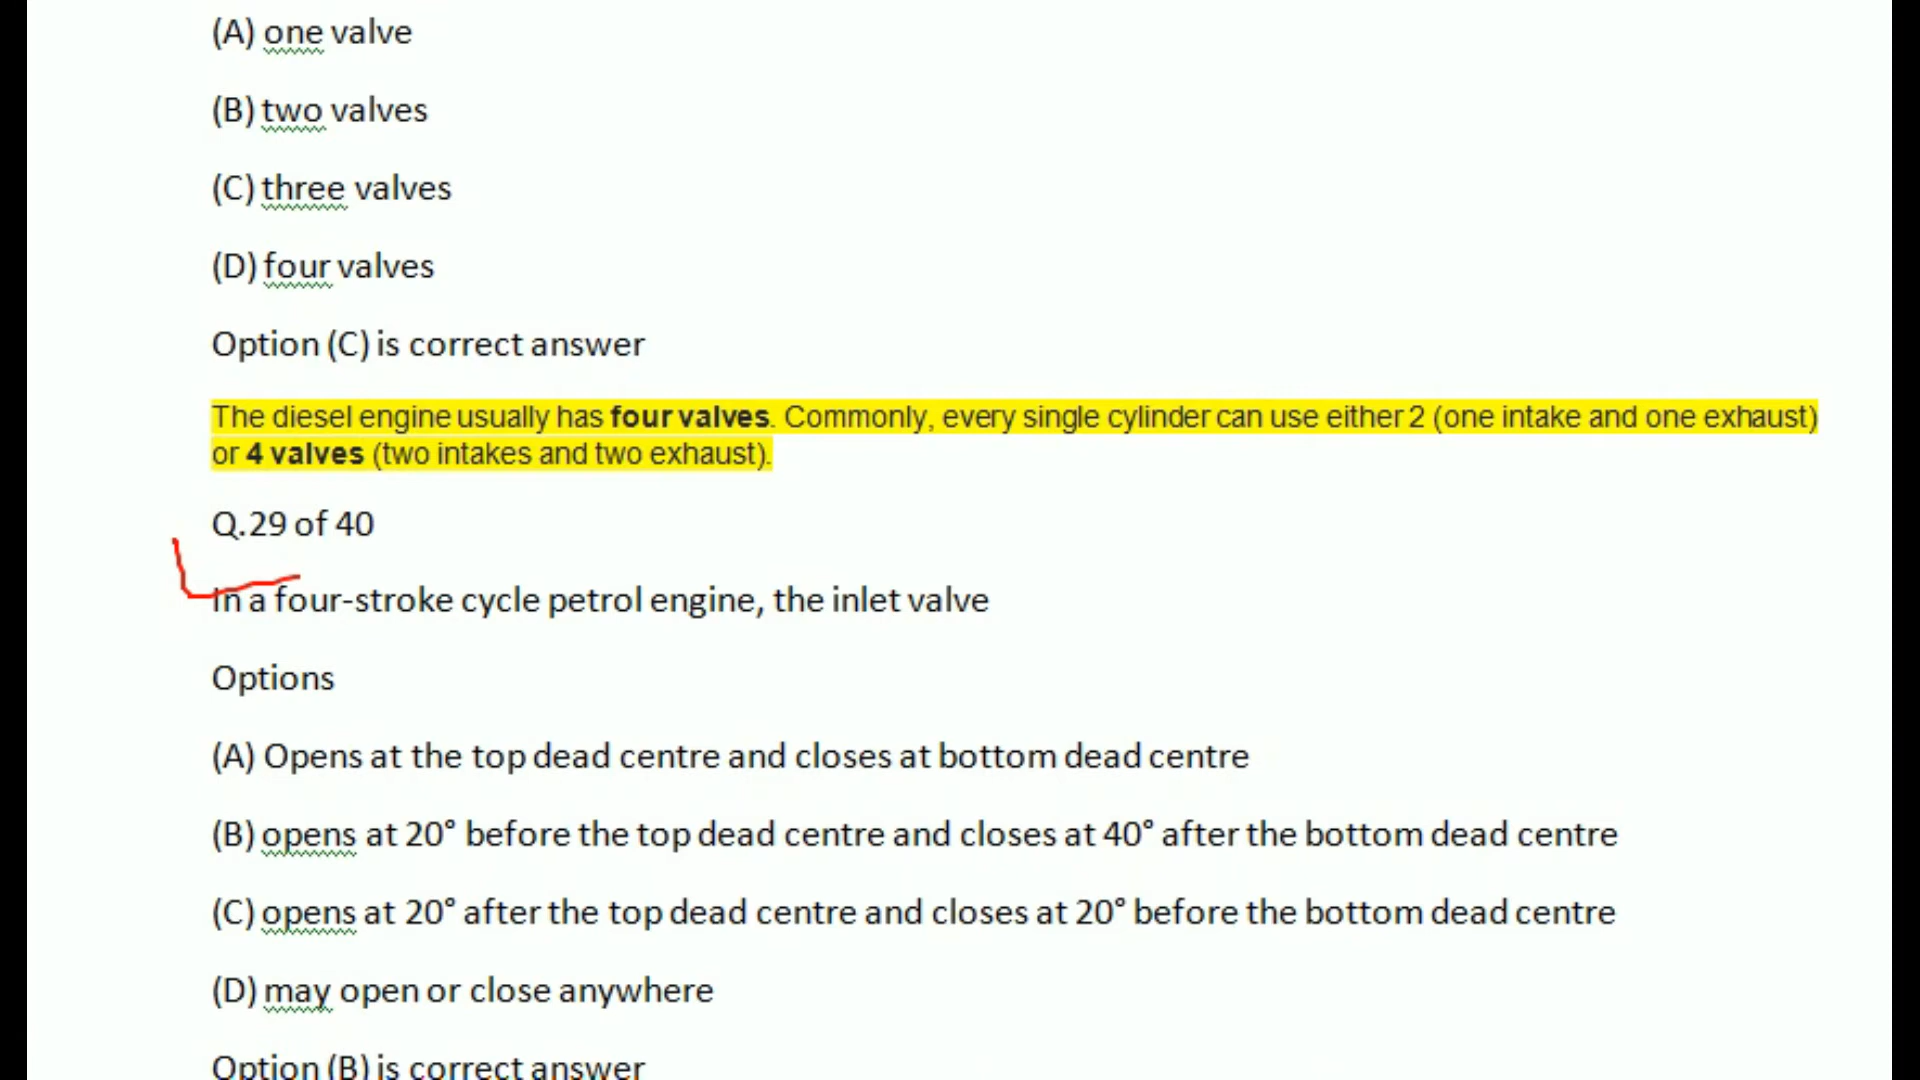 (A) one valve
(B) two valves
(C) three valves
(D) four valves
Option (C) is correct answer
The diesel engine usually has four valves. Commonly, every single cylinder can use either 2 (one intake and one exhaust)
or 4 valves (two intakes and two exhaust).
Q.29 of 40
In a four-stroke cycle petrol engine, the inlet valve
Options
(A) Opens at the top dead centre and closes at bottom dead centre
(B) opens at 20° before the top dead centre and closes at 40° after the bottom dead centre
(C) opens at 20° after the top dead centre and closes at 20° before the bottom dead centre
(D) may open or close anywhere
Option (B) is correct answer